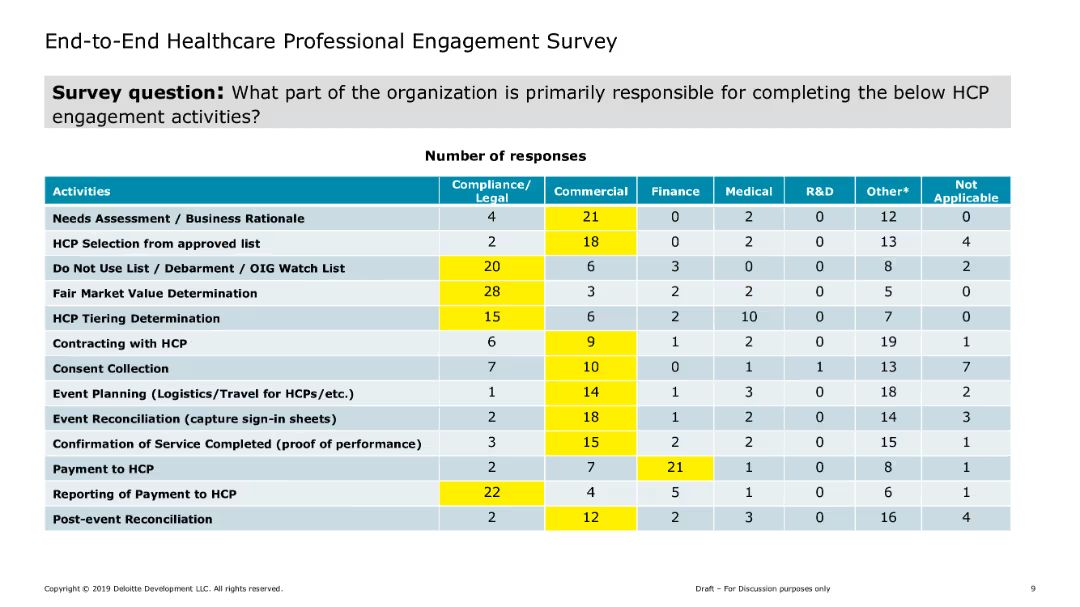 End-to-End Healthcare Professional Engagement Survey
Survey question: What part of the organization is primarily responsible for completing the below HCP
engagement activities?
Number of responses
Activities Compliance/ Legal Commercial Finance Medical R&D Other* Not Applicable
Needs Assessment / Business Rationale 4 21 0 2 0 12 0
HCP Selection from approved list 2 18 0 2 0 13 4
Do Not Use List / Debarment / OIG Watch List 20 6 3 0 0 8 2
Fair Market Value Determination 28 3 2 2 0 5 0
HCP Tiering Determination 15 6 2 10 0 7 0
Contracting with HCP 6 9 1 2 0 19 1
Consent Collection 7 10 0 1 1 13 7
Event Planning (Logistics/Travel for HCPs/etc.) 1 14 1 3 0 18 2
Event Reconciliation (capture sign-in sheets) 2 18 1 2 0 14 3
Confirmation of Service Completed (proof of performance) 3 15 2 2 0 15 1
Payment to HCP 2 7 21 1 0 8 1
Reporting of Payment to HCP 22 4 5 1 0 6 1
Post-event Reconciliation 2 12 2 3 0 16 4
Copyright © 2019 Deloitte Development LLC. All rights reserved. Draft – For Discussion purposes only 9